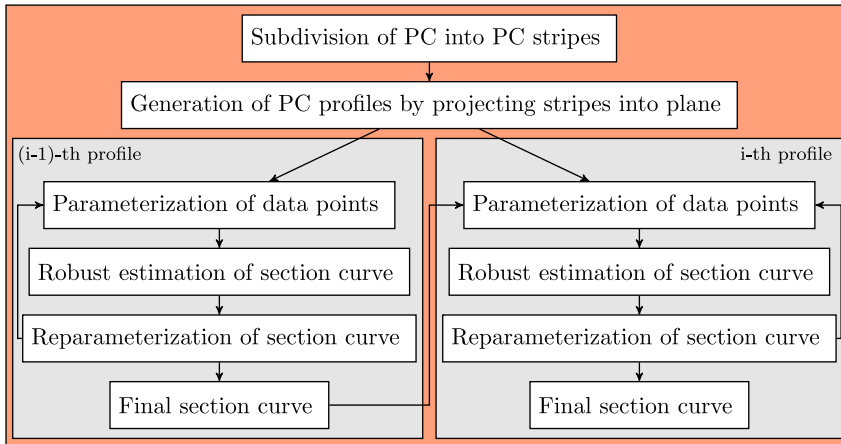 Subdivision of PC into PC stripes
Generation of PC profiles by projecting stripes into plane
(i-1)-th profile
Parameterization of data points
Robust estimation of section curve
Reparameterization of section curve
Final section curve
i-th profile
Parameterization of data points
Robust estimation of section curve
Reparameterization of section curve
Final section curve